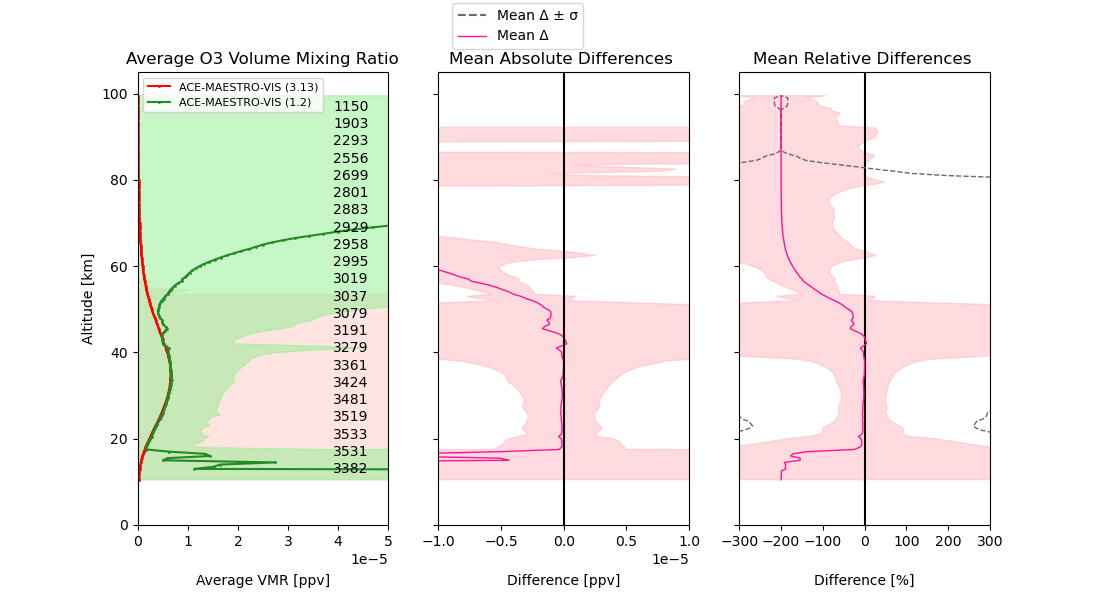 Mean Δ ± σ
Mean Δ
Average O3 Volume Mixing Ratio
Mean Absolute Differences
Mean Relative Differences
ACE-MAESTRO-VIS (3.13)
ACE-MAESTRO-VIS (1.2)
100
80
60
40
20
0
Altitude [km]
1150
1903
2293
2556
2699
2801
2883
2929
2958
2995
3019
3037
3079
3191
3279
3361
3424
3481
3519
3533
3531
3382
0 1 2 3 4 5
1e−5
Average VMR [ppv]
−1.0 −0.5 0.0 0.5 1.0
1e−5
Difference [ppv]
−300 −200 −100 0 100 200 300
Difference [%]